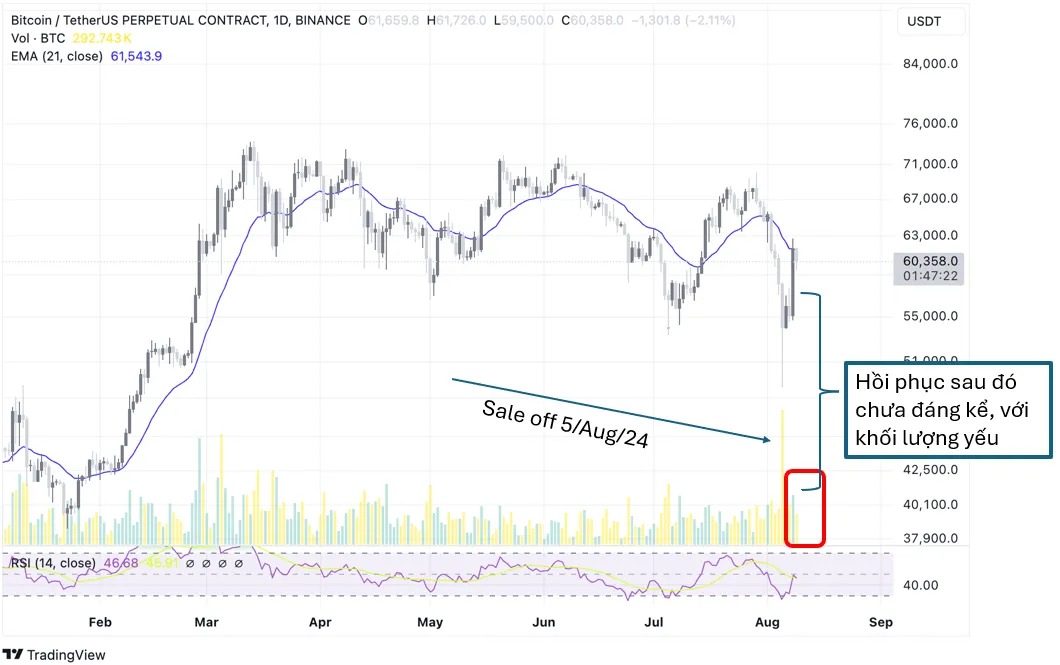 Bitcoin / TetherUS PERPETUAL CONTRACT, 1D, BINANCE O61,659.8 H61,726.0 L59,500.0 C60,358.0 −1,301.8 (−2.11%)
USDT
Vol · BTC 292.743 K
EMA (21, close) 61,543.9
84,000.0
76,000.0
71,000.0
67,000.0
63,000.0
60,358.0
01:47:22
55,000.0
51,000.0
Hồi phục sau đó
chưa đáng kể, với
khối lượng yếu
Sale off 5/Aug/24
42,500.0
40,100.0
37,900.0
RSI (14, close) 46.68 45.91 ∅ ∅ ∅ ∅
40.00
Feb Mar Apr May Jun Jul Aug Sep
TradingView